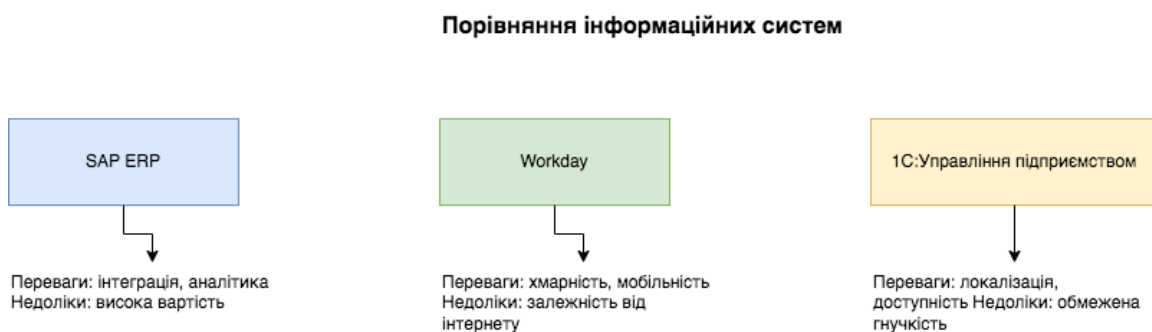 Порівняння інформаційних систем
SAP ERP
Workday
1С:Управління підприємством
Переваги: інтеграція, аналітика
Недоліки: висока вартість
Переваги: хмарність, мобільність
Недоліки: залежність від
інтернету
Переваги: локалізація,
доступність Недоліки: обмежена
гнучкість